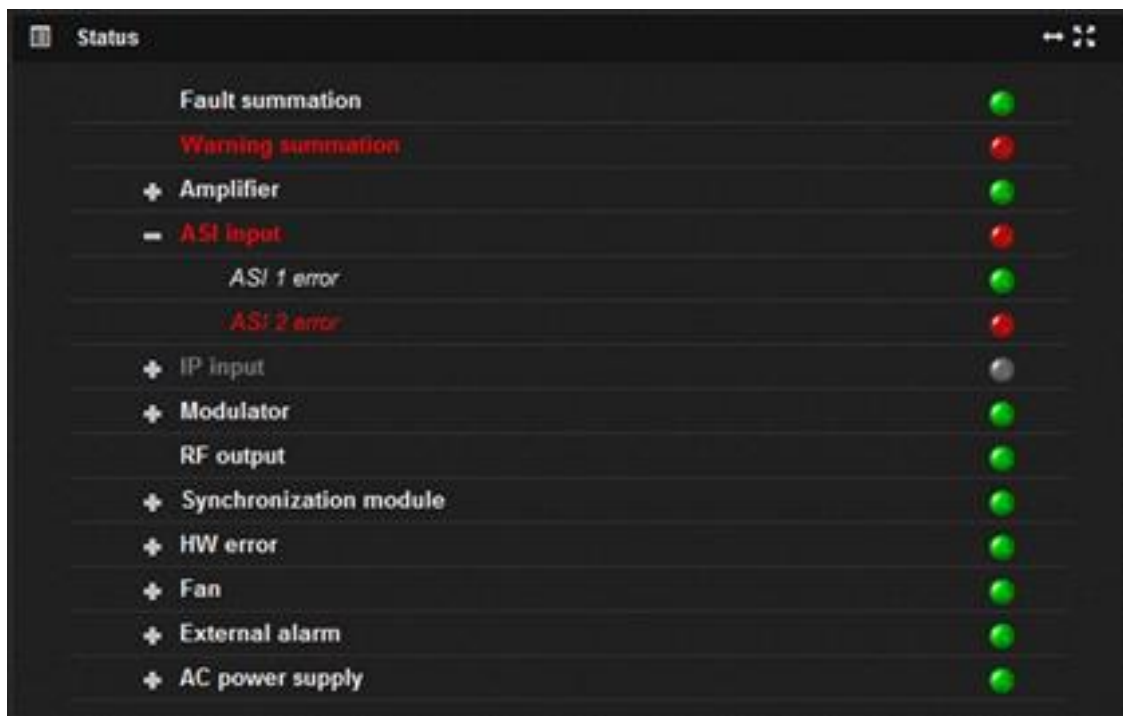 Status
Fault summation
Warning summation
Amplifier
ASI input
ASI 1 error
ASI 2 error
IP input
Modulator
RF output
Synchronization module
HW error
Fan
External alarm
AC power supply